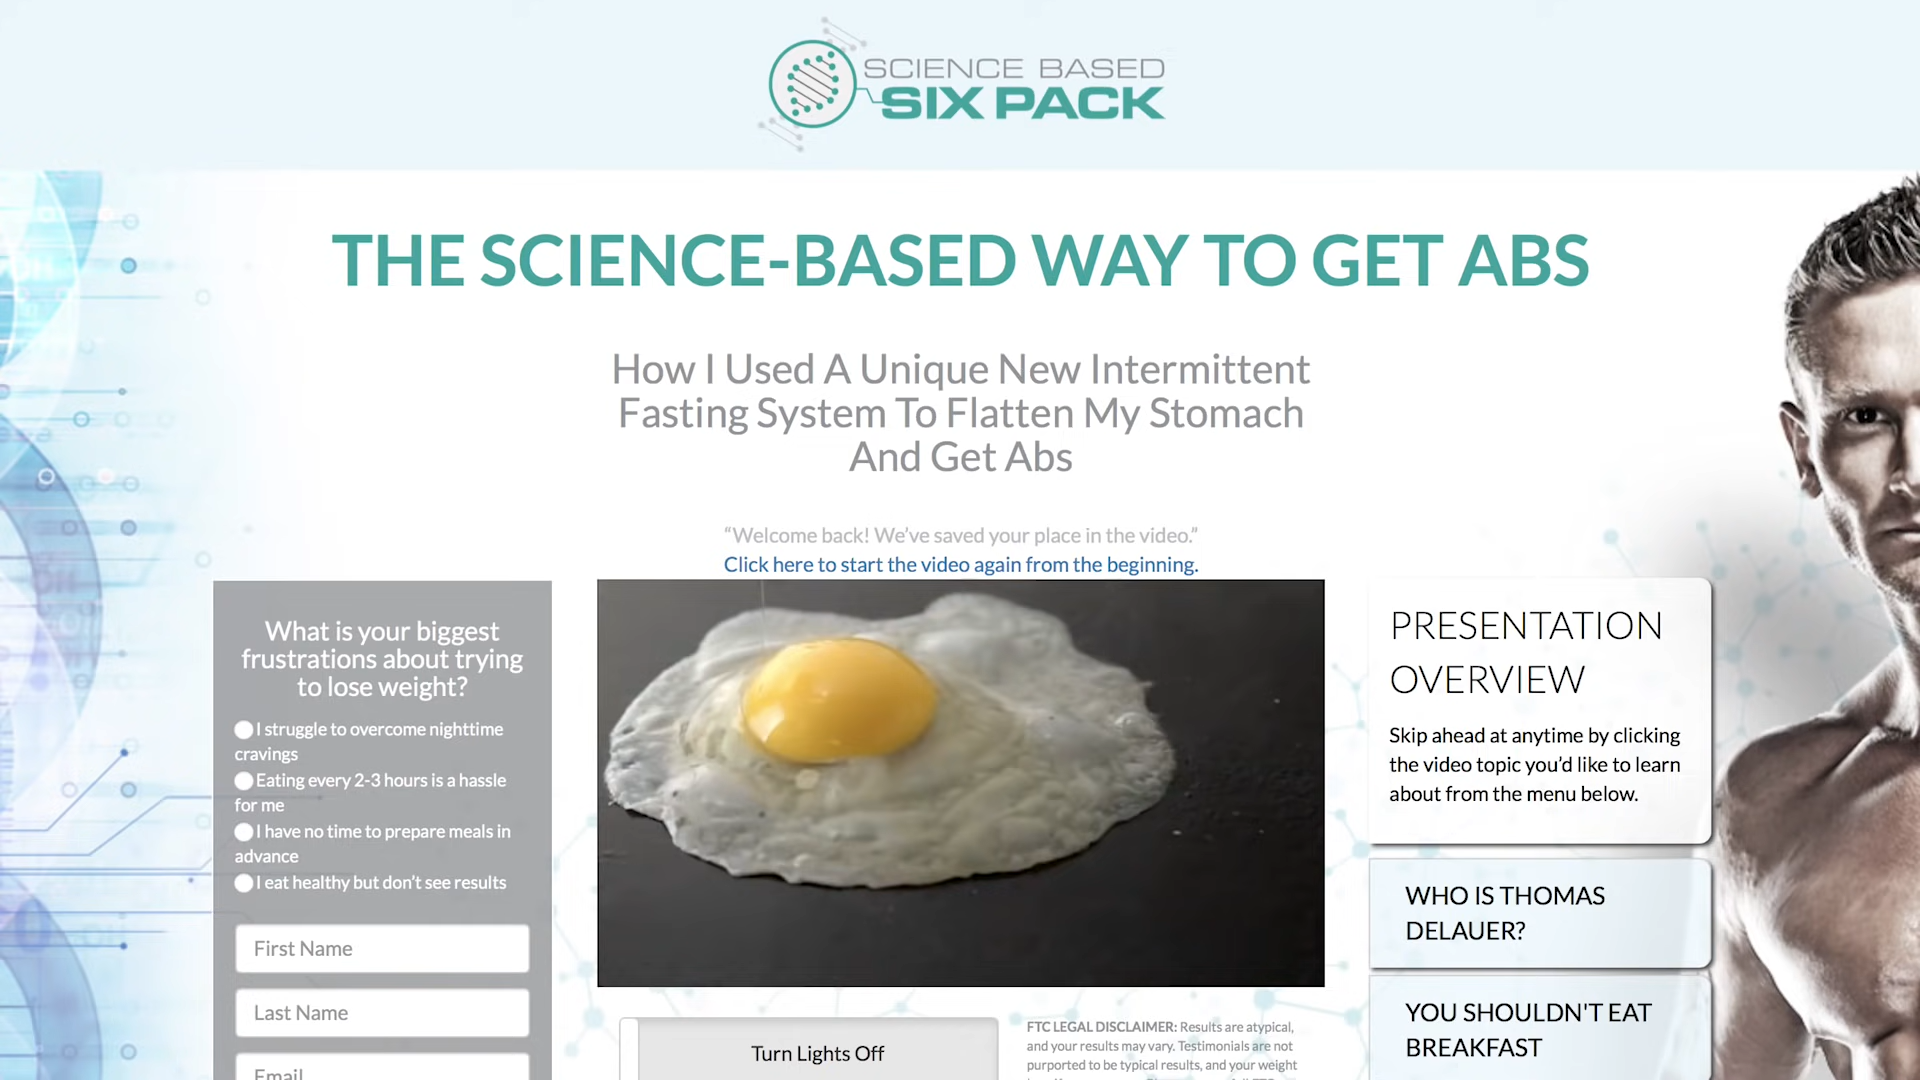 SCIENCE BASED
SIX PACK
THE SCIENCE-BASED WAY TO GET ABS
How I Used A Unique New Intermittent
Fasting System To Flatten My Stomach
And Get Abs
“Welcome back! We’ve saved your place in the video.”
Click here to start the video again from the beginning.
What is your biggest
frustrations about trying
to lose weight?
I struggle to overcome nighttime
cravings
Eating every 2-3 hours is a hassle
for me
I have no time to prepare meals in
advance
I eat healthy but don’t see results
First Name
Last Name
Email
Turn Lights Off
FTC LEGAL DISCLAIMER: Results are atypical,
and your results may vary. Testimonials are not
purported to be typical results, and your weight
PRESENTATION
OVERVIEW
Skip ahead at anytime by clicking
the video topic you’d like to learn
about from the menu below.
WHO IS THOMAS
DELAUER?
YOU SHOULDN'T EAT
BREAKFAST